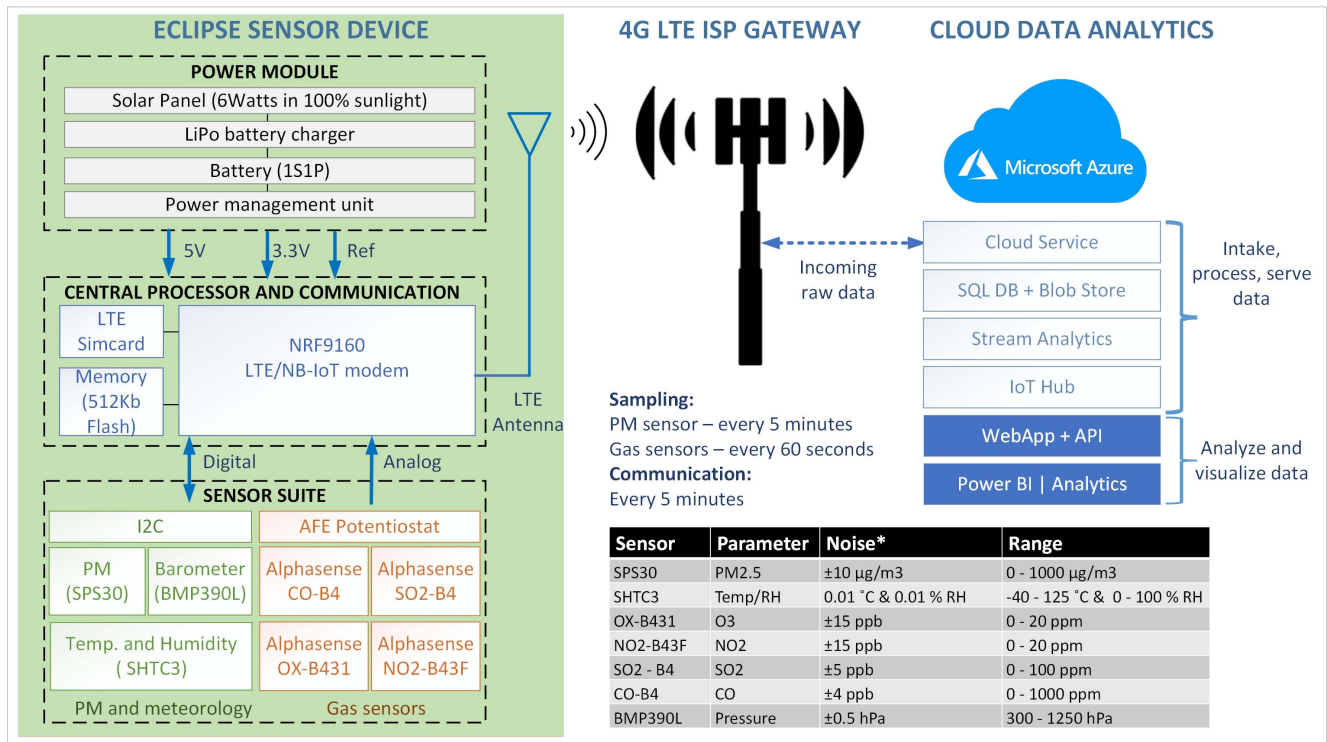 ECLIPSE SENSOR DEVICE
POWER MODULE
Solar Panel (6Watts in 100% sunlight)
LiPo battery charger
Battery (1S1P)
Power management unit
5V
3.3V
Ref
CENTRAL PROCESSOR AND COMMUNICATION
LTE
Simcard
Memory
(512Kb
Flash)
NRF9160
LTE/NB-IoT modem
LTE
Antenna
Digital
Analog
SENSOR SUITE
I2C
PM
(SPS30)
Barometer
(BMP390L)
Temp. and Humidity
( SHTC3)
PM and meteorology
AFE Potentiostat
Alphasense
CO-B4
Alphasense
SO2-B4
Alphasense
OX-B431
Alphasense
NO2-B43F
Gas sensors
4G LTE ISP GATEWAY
Incoming
raw data
Sampling:
PM sensor – every 5 minutes
Gas sensors – every 60 seconds
Communication:
Every 5 minutes
CLOUD DATA ANALYTICS
Microsoft Azure
Cloud Service
SQL DB + Blob Store
Stream Analytics
IoT Hub
Intake,
process, serve
data
WebApp + API
Power BI | Analytics
Analyze and
visualize data
Sensor Parameter Noise* Range
SPS30 PM2.5 ±10 µg/m3 0 - 1000 µg/m3
SHTC3 Temp/RH 0.01 ˚C & 0.01 % RH -40 - 125 ˚C & 0 - 100 % RH
OX-B431 O3 ±15 ppb 0 - 20 ppm
NO2-B43F NO2 ±15 ppb 0 - 20 ppm
SO2 - B4 SO2 ±5 ppb 0 - 100 ppm
CO-B4 CO ±4 ppb 0 - 1000 ppm
BMP390L Pressure ±0.5 hPa 300 - 1250 hPa